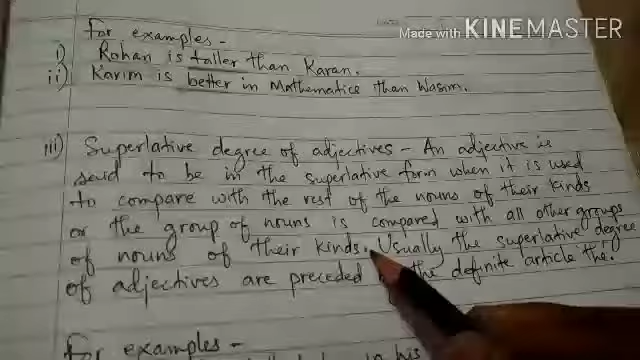 Made with KINEMASTER
for examples -
i) Rohan is taller than Karan.
ii) Karim is better in Mathematics than Wasim.
iii) Superlative degree of adjectives - An adjective is
said to be in the superlative form when it is used
to compare with the rest of the nouns of their kinds
or the group of nouns is compared with all other groups
of nouns of their kinds. Usually the superlative degree
of adjectives are preceded the definite article 'the'.
for examples -
in his